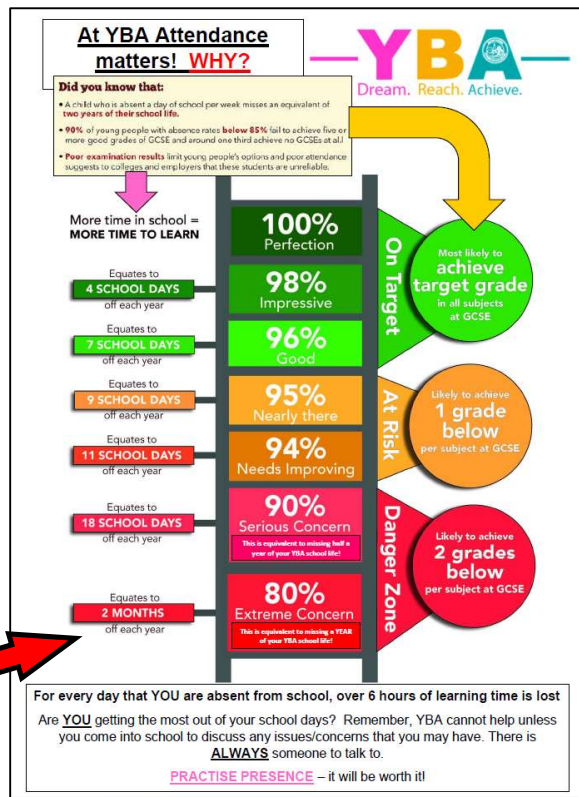 At YBA Attendance
matters! WHY?
YBA
Dream. Reach. Achieve.
Did you know that:
• A child who is absent a day of school per week misses an equivalent of
two years of their school life.
• 90% of young people with absence rates below 85% fail to achieve five or
more good grades of GCSE and around one third achieve no GCSEs at all
• Poor examination results limit young people's options and poor attendance
suggests to colleges and employers that these students are unreliable.
More time in school =
MORE TIME TO LEARN
100%
Perfection
Equates to
4 SCHOOL DAYS
off each year
98%
Impressive
Equates to
7 SCHOOL DAYS
off each year
96%
Good
On Target
Most likely to
achieve
target grade
in all subjects
at GCSE
Equates to
9 SCHOOL DAYS
off each year
95%
Nearly there
Equates to
11 SCHOOL DAYS
off each year
94%
Needs Improving
At Risk
Likely to achieve
1 grade
below
per subject at GCSE
Equates to
18 SCHOOL DAYS
off each year
90%
Serious Concern
This is equivalent to missing half a
year of your YBA school life!
Equates to
2 MONTHS
off each year
80%
Extreme Concern
This is equivalent to missing a YEAR
of your YBA school life!
Danger Zone
Likely to achieve
2 grades
below
per subject at GCSE
For every day that YOU are absent from school, over 6 hours of learning time is lost
Are YOU getting the most out of your school days? Remember, YBA cannot help unless
you come into school to discuss any issues/concerns that you may have. There is
ALWAYS someone to talk to.
PRACTISE PRESENCE – it will be worth it!